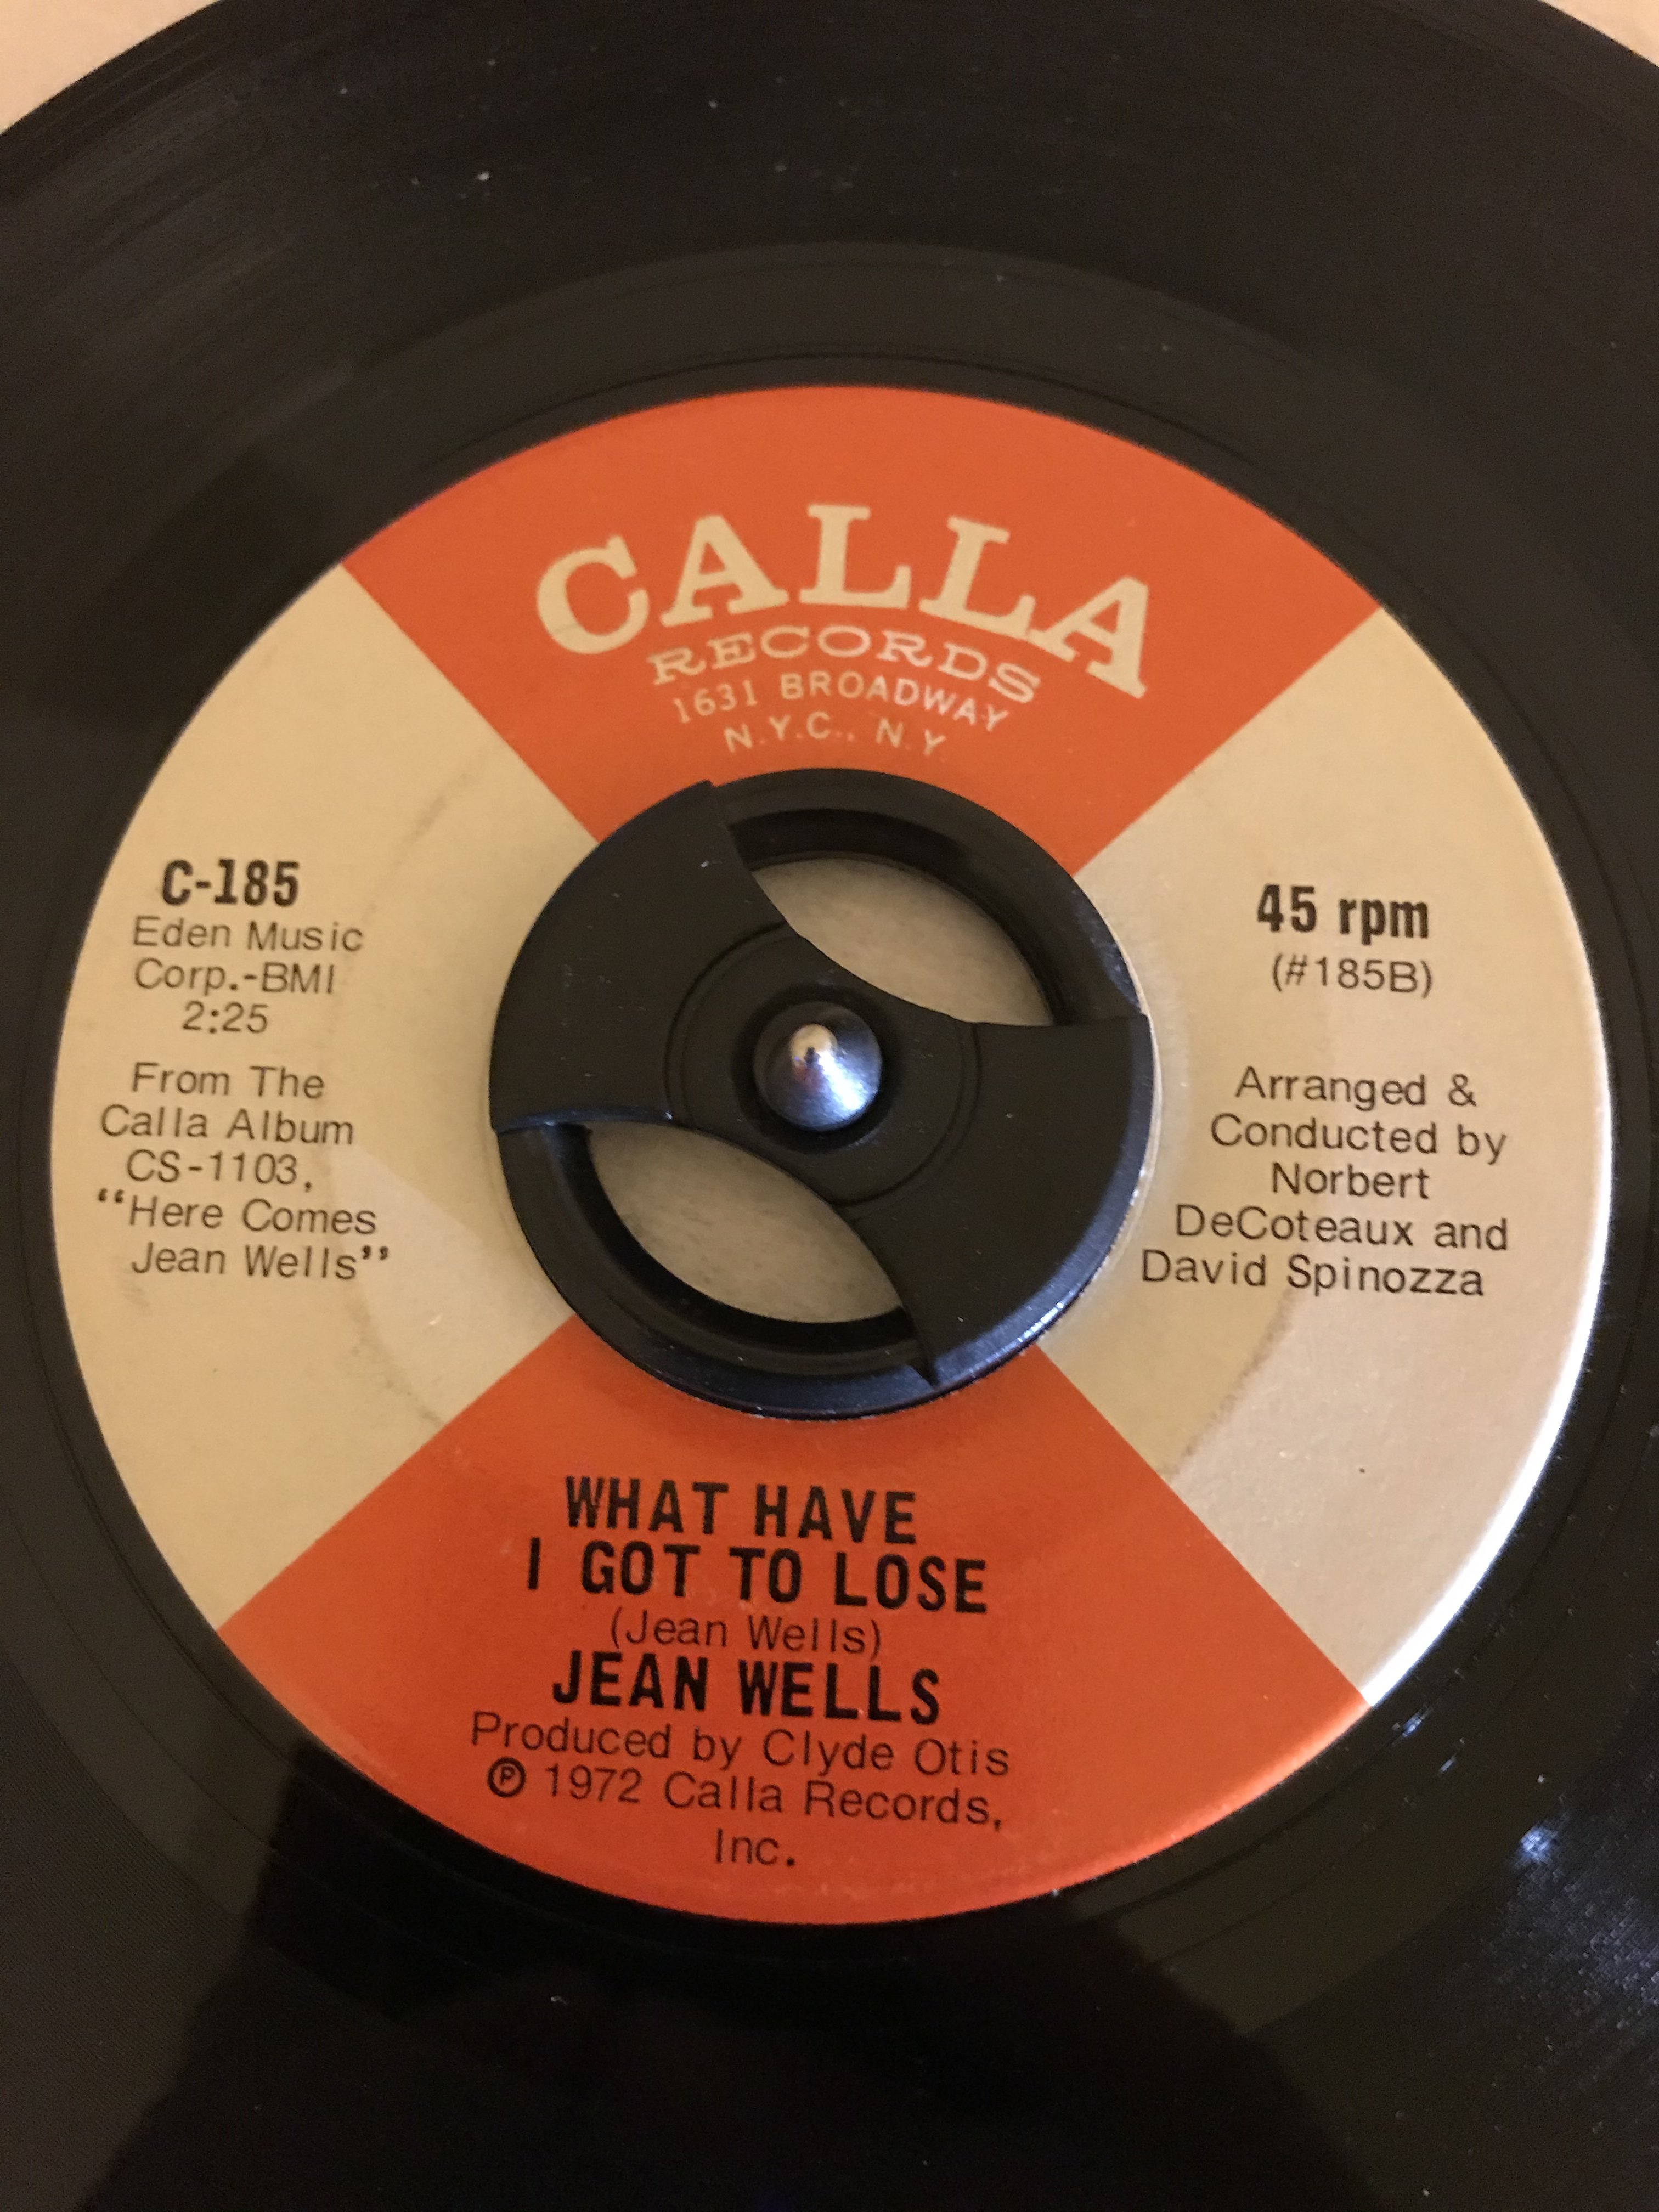 CALLA
RECORDS
1631 BROADWAY
N.Y.C., N.Y
C-185
Eden Music
Corp.-BMI
2:25
From The
Calla Album
CS-1103,
“Here Comes
Jean Wells”
45 rpm
(#185B)
Arranged &
Conducted by
Norbert
DeCoteaux and
David Spinozza
WHAT HAVE
I GOT TO LOSE
(Jean Wells)
JEAN WELLS
Produced by Clyde Otis
℗ 1972 Calla Records,
Inc.